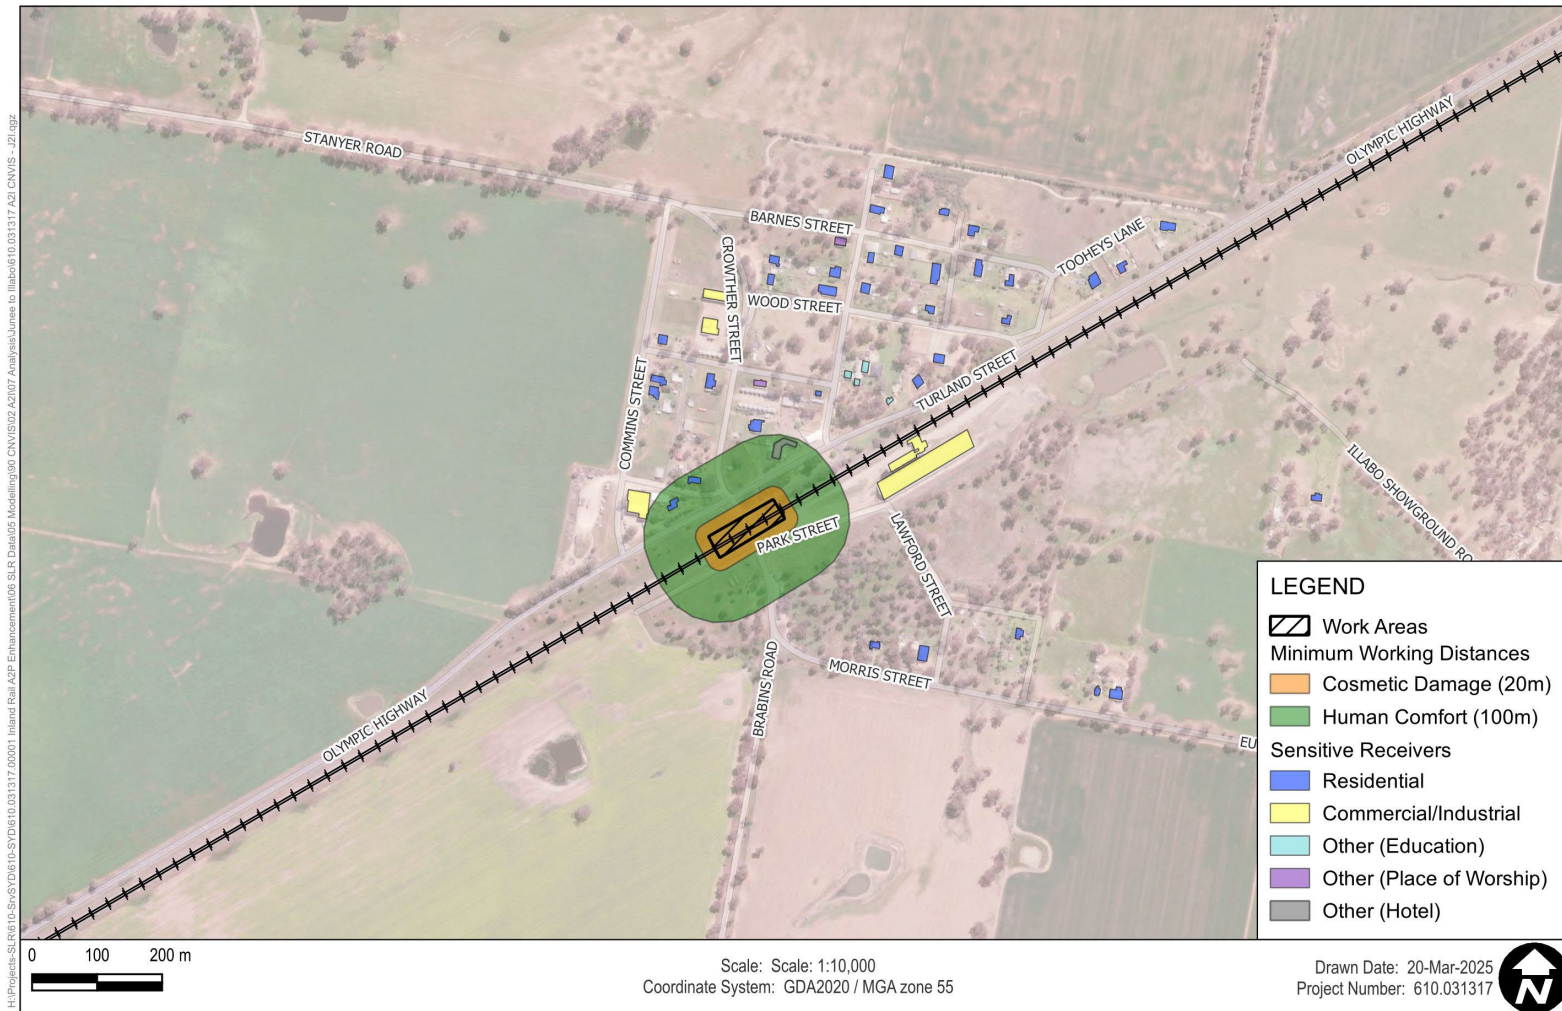 OLYMPIC HIGHWAY
STANYER ROAD
BARNES STREET
TOOHEYS LANE
CROWTHER STREET
WOOD STREET
TURLAND STREET
COMMINS STREET
ILLABO SHOWGROUND RO
PARK STREET
LAWFORD STREET
BRABINS ROAD
MORRIS STREET
OLYMPIC HIGHWAY
EU
LEGEND
Work Areas
Minimum Working Distances
Cosmetic Damage (20m)
Human Comfort (100m)
Sensitive Receivers
Residential
Commercial/Industrial
Other (Education)
Other (Place of Worship)
Other (Hotel)
0 100 200 m
Scale: Scale: 1:10,000
Coordinate System: GDA2020 / MGA zone 55
Drawn Date: 20-Mar-2025
Project Number: 610.031317
N